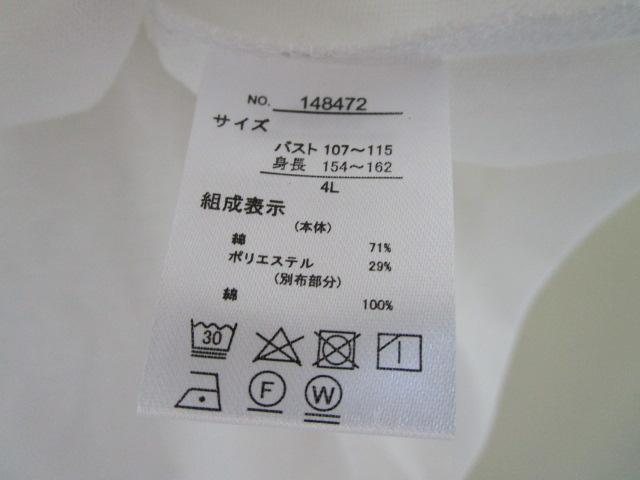 NO. 148472
サイズ
バスト 107～115
身長 154～162
4L
組成表示
(本体)
綿 71%
ポリエステル 29%
(別布部分)
綿 100%
30
F W